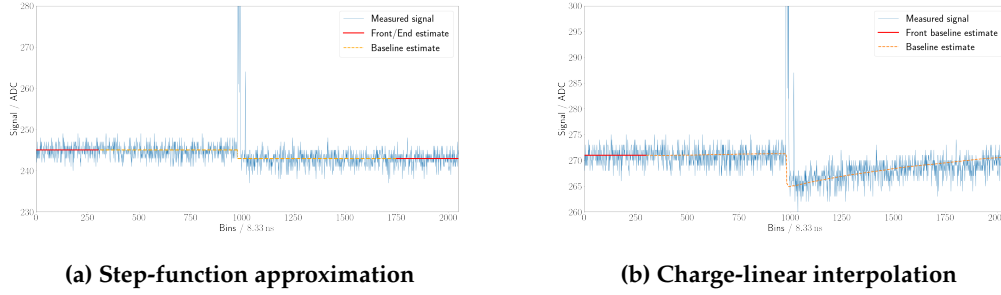 280
270
260
250
240
230
Signal / ADC
0 250 500 750 1000 1250 1500 1750 2000
Bins / 8.33 ns
Measured signal
Front/End estimate
Baseline estimate
(a) Step-function approximation
300
295
290
285
280
275
270
265
260
Signal / ADC
0 250 500 750 1000 1250 1500 1750 2000
Bins / 8.33 ns
Measured signal
Front baseline estimate
Baseline estimate
(b) Charge-linear interpolation